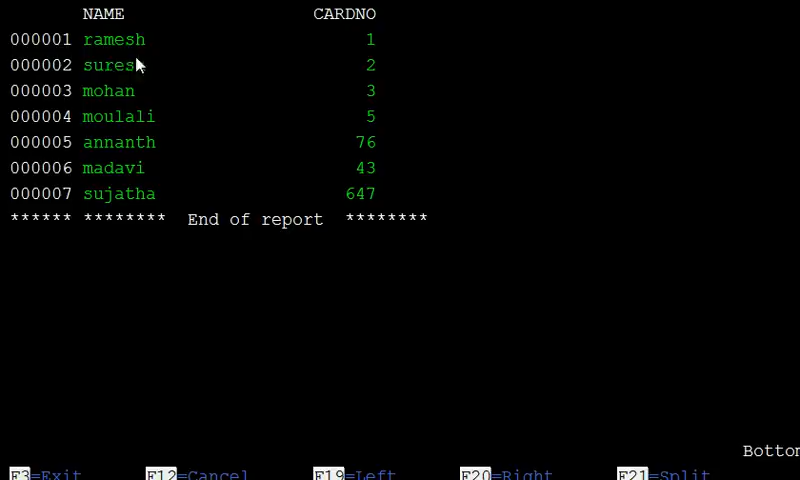 NAME CARDNO
000001 ramesh 1
000002 sures 2
000003 mohan 3
000004 moulali 5
000005 annanth 76
000006 madavi 43
000007 sujatha 647
****** ******** End of report ********
Botton
F3=Exit F12=Cancel F19=Left F20=Right F21=Split